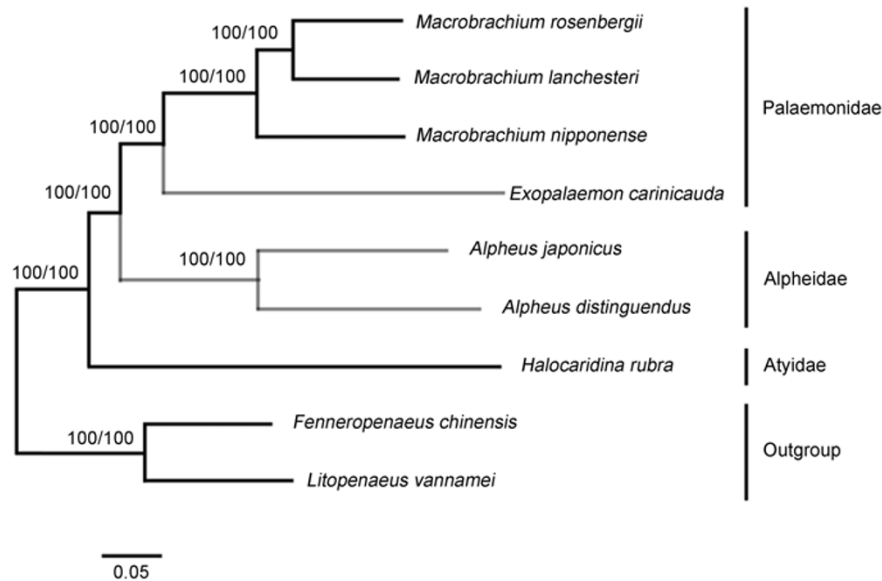 100/100
Macrobrachium rosenbergii
100/100
Macrobrachium lanchesteri
Palaemonidae
100/100
Macrobrachium nipponense
100/100
Exopalaemon carinicauda
100/100
Alpheus japonicus
100/100
Alpheidae
Alpheus distinguendus
Halocaridina rubra
Atyidae
Fenneropenaeus chinensis
100/100
Outgroup
Litopenaeus vannamei
0.05